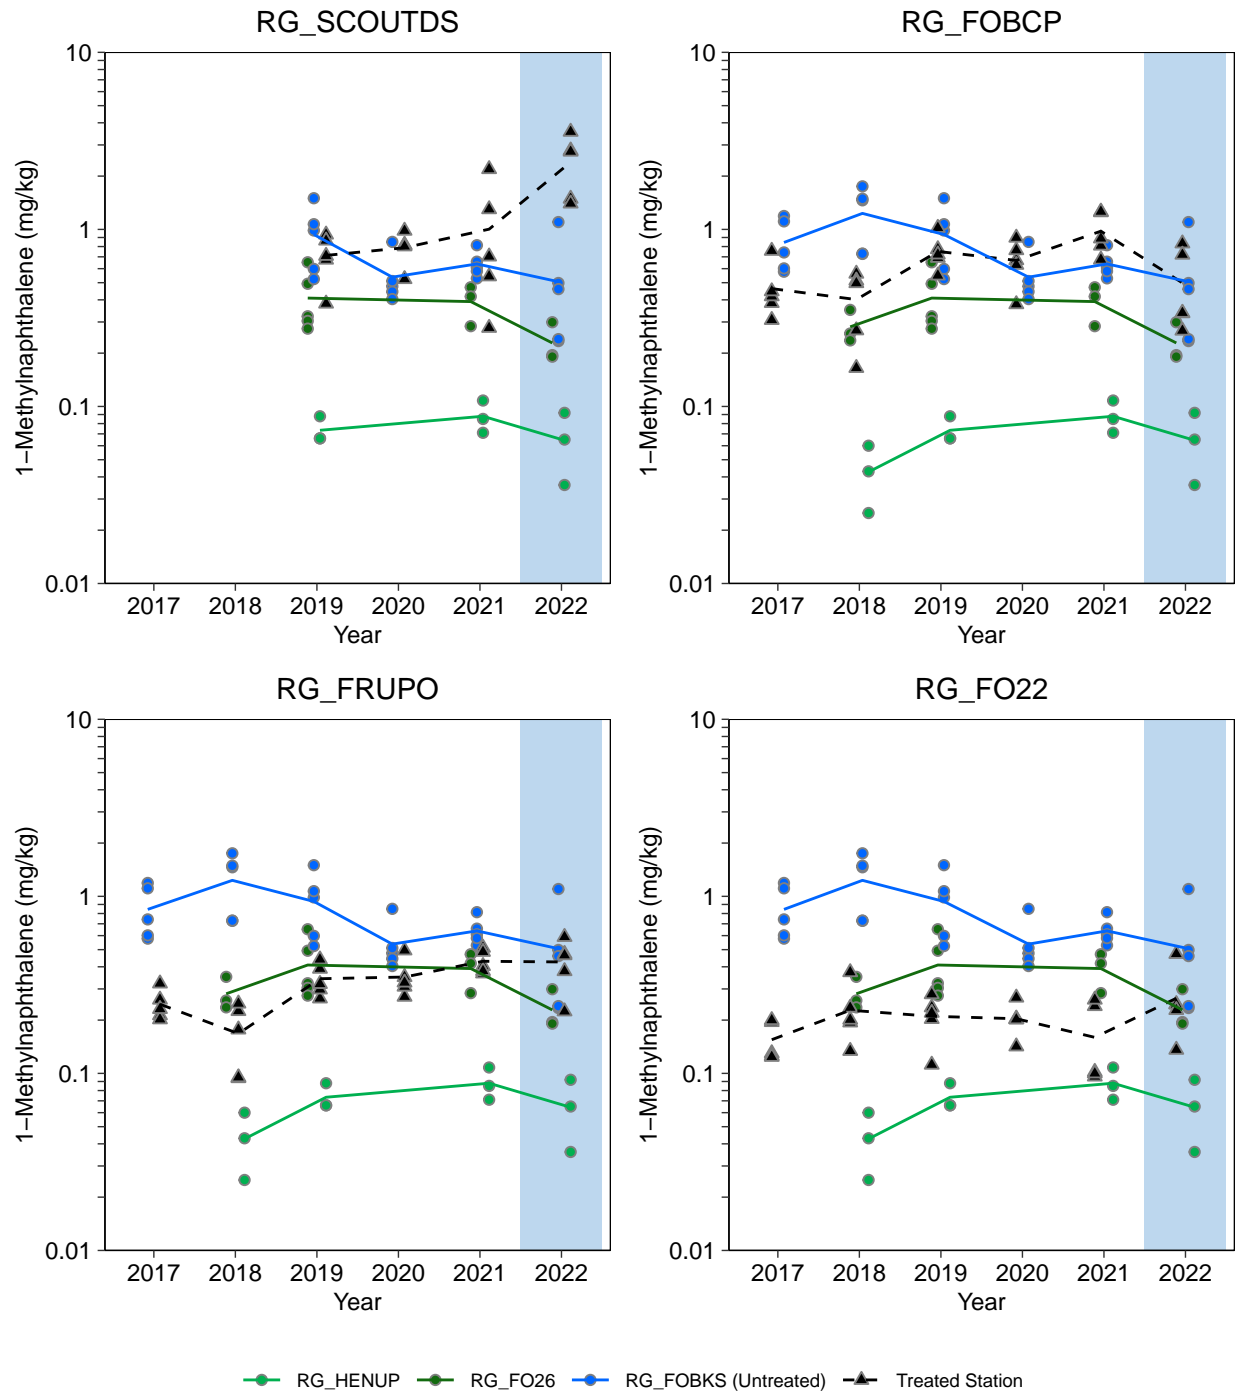 RG_SCOUTDS
RG_FOBCP
10
1
0.1
0.01
1−Methylnaphthalene (mg/kg)
2017 2018 2019 2020 2021 2022
Year
10
1
0.1
0.01
1−Methylnaphthalene (mg/kg)
2017 2018 2019 2020 2021 2022
Year
RG_FRUPO
RG_FO22
10
1
0.1
0.01
1−Methylnaphthalene (mg/kg)
2017 2018 2019 2020 2021 2022
Year
10
1
0.1
0.01
1−Methylnaphthalene (mg/kg)
2017 2018 2019 2020 2021 2022
Year
RG_HENUP RG_FO26 RG_FOBKS (Untreated) Treated Station